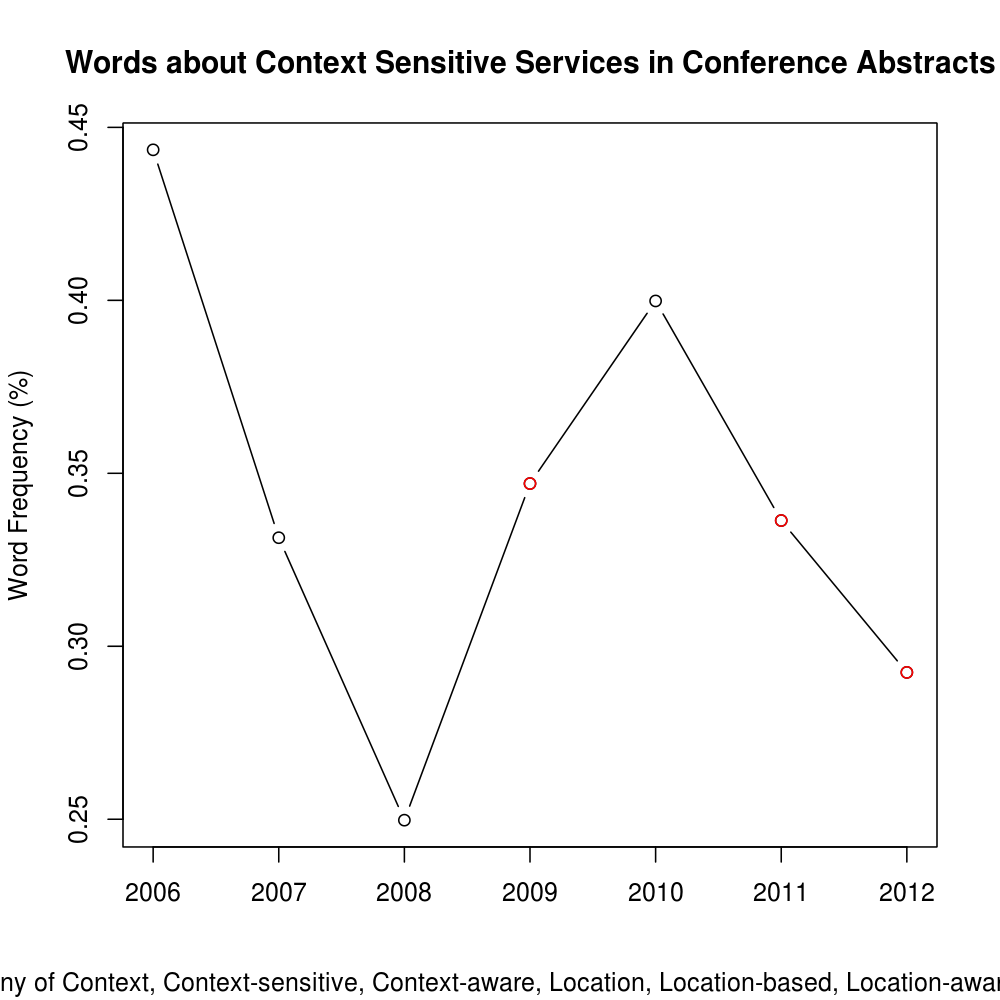 Words about Context Sensitive Services in Conference Abstracts
Word Frequency (%)
0.45
0.40
0.35
0.30
0.25
2006 2007 2008 2009 2010 2011 2012
of Context, Context-sensitive, Context-aware, Location, Location-based,